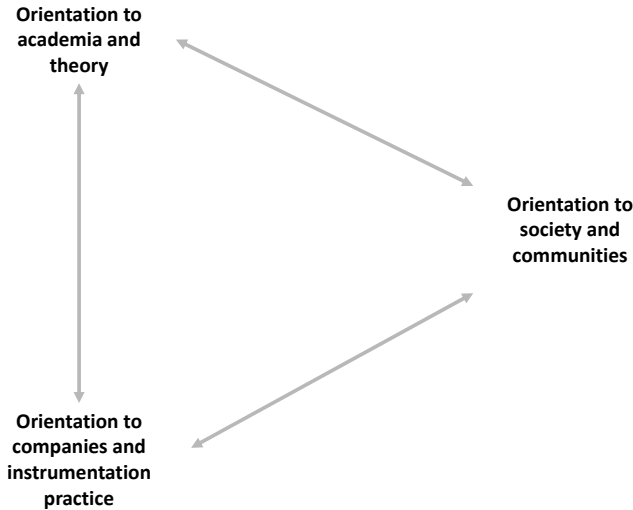 Orientation to
academia and
theory
Orientation to
society and
communities
Orientation to
companies and
instrumentation
practice